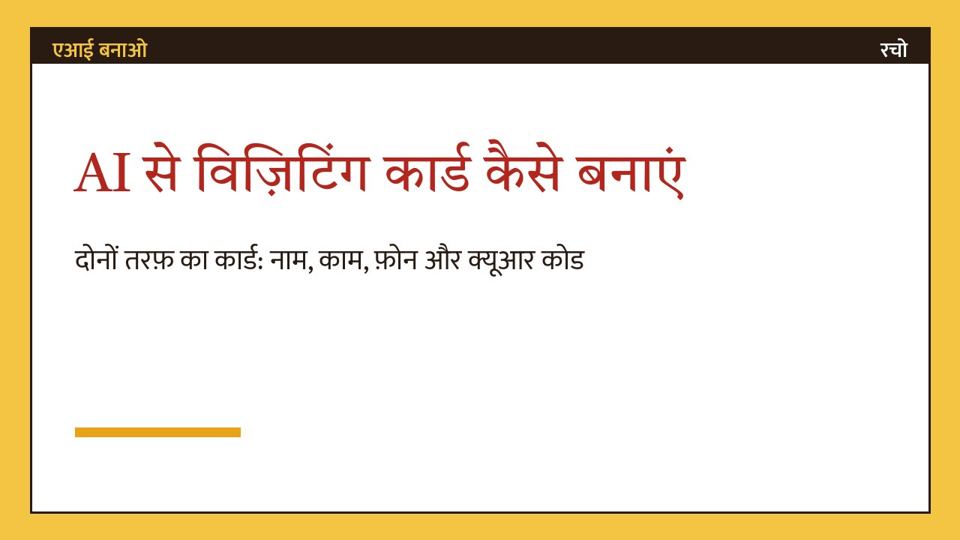 एआई बनाओ
रचो
AI से विज़िटिंग कार्ड कैसे बनाएं
दोनों तरफ़ का कार्ड: नाम, काम, फ़ोन और क्यूआर कोड